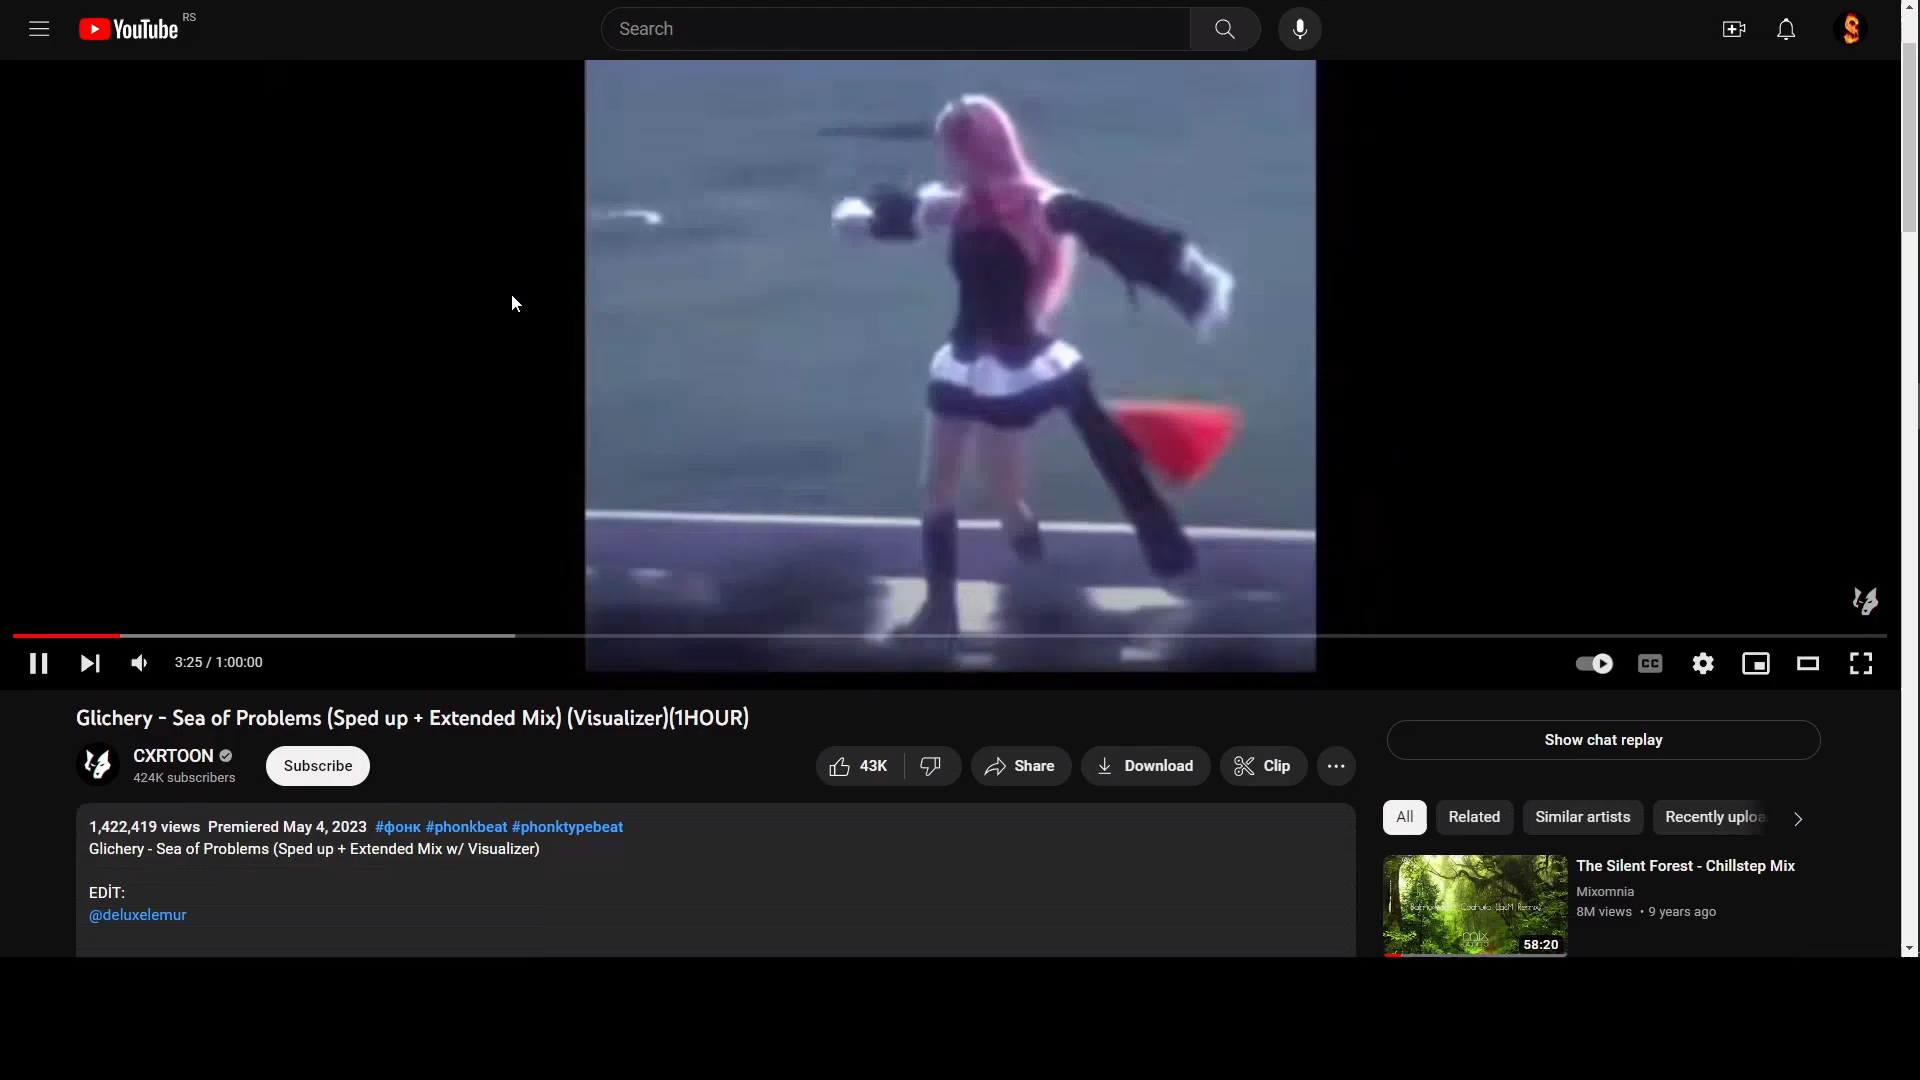 YouTube RS
Search
3:25 / 1:00:00
CC
Glichery - Sea of Problems (Sped up + Extended Mix) (Visualizer)(1HOUR)
CXRTOON
424K subscribers
Subscribe
43K
Share
Download
Clip
Show chat replay
1,422,419 views Premiered May 4, 2023 #фонк #phonkbeat #phonktypebeat
Glichery - Sea of Problems (Sped up + Extended Mix w/ Visualizer)
EDİT:
@deluxelemur
All
Related
Similar artists
Recently uploa
The Silent Forest - Chillstep Mix
Mixomnia
8M views • 9 years ago
mix
58:20